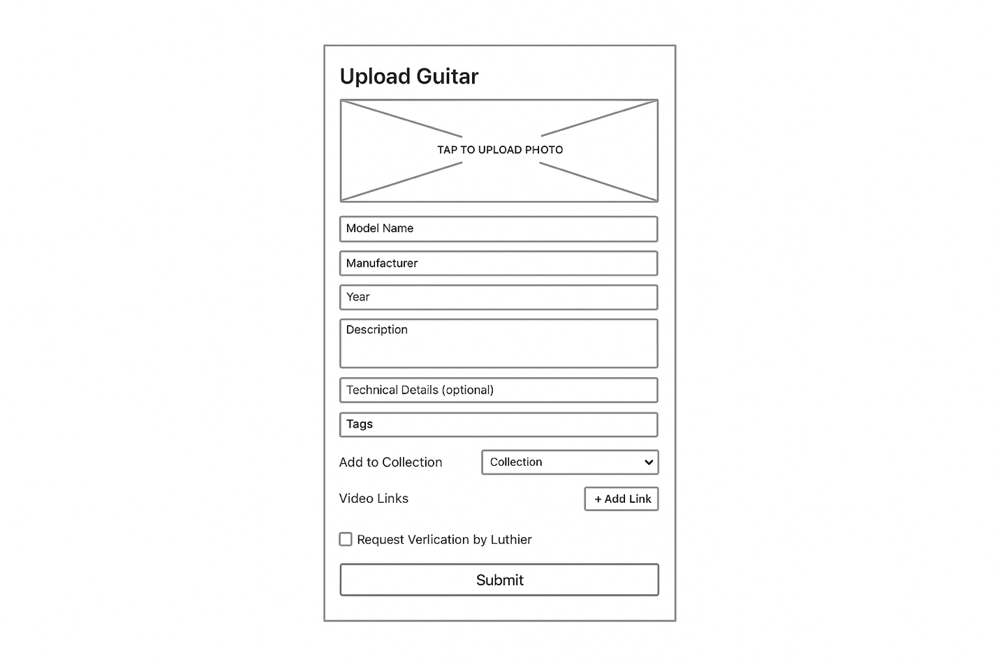 Upload Guitar
TAP TO UPLOAD PHOTO
Model Name
Manufacturer
Year
Description
Technical Details (optional)
Tags
Add to Collection
Collection
Video Links
+ Add Link
Request Verlication by Luthier
Submit